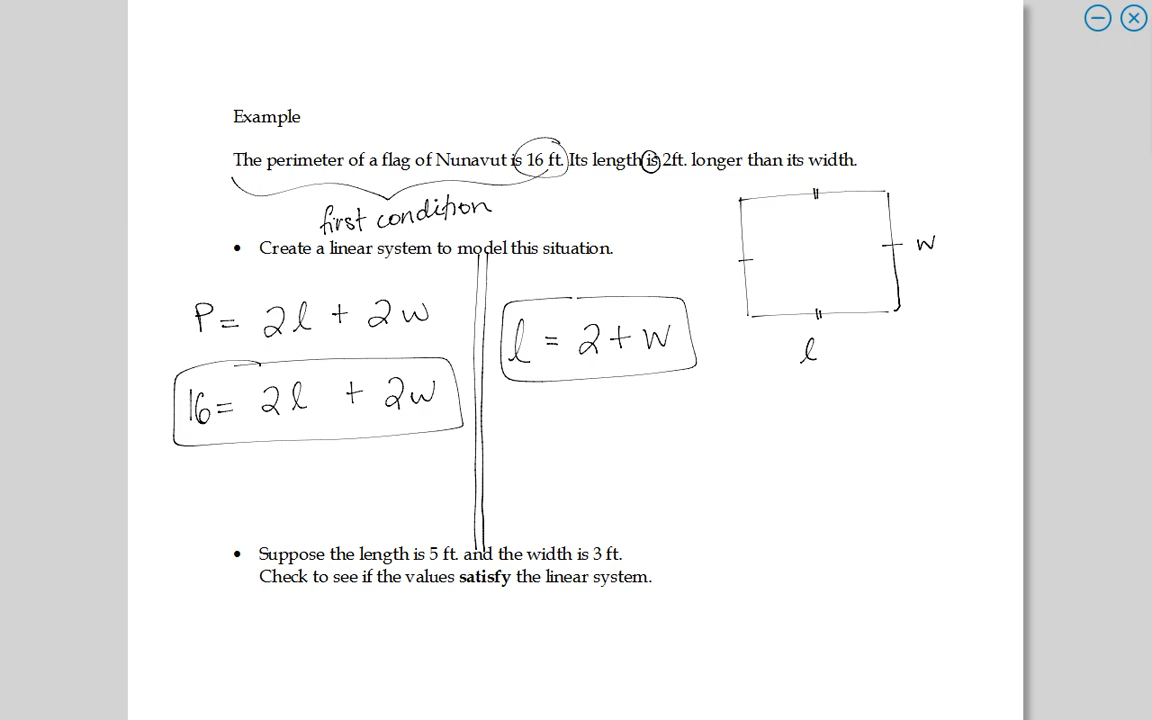 Example
The perimeter of a flag of Nunavut is 16 ft. Its length is 2ft. longer than its width.
first condition
• Create a linear system to model this situation.
w
P = 2l + 2w
l = 2 + w
l
16 = 2l + 2w
• Suppose the length is 5 ft. and the width is 3 ft.
Check to see if the values satisfy the linear system.